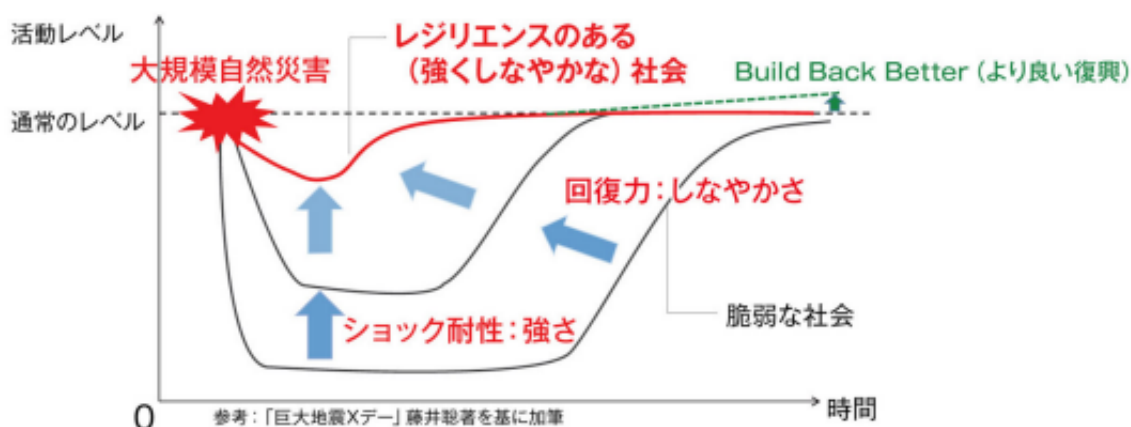 活動レベル
レジリエンスのある
(強くしなやかな) 社会
大規模自然災害
Build Back Better (より良い復興)
通常のレベル
回復力：しなやかさ
ショック耐性：強さ
脆弱な社会
0
時間
参考：「巨大地震Xデー」藤井聡著を基に加筆